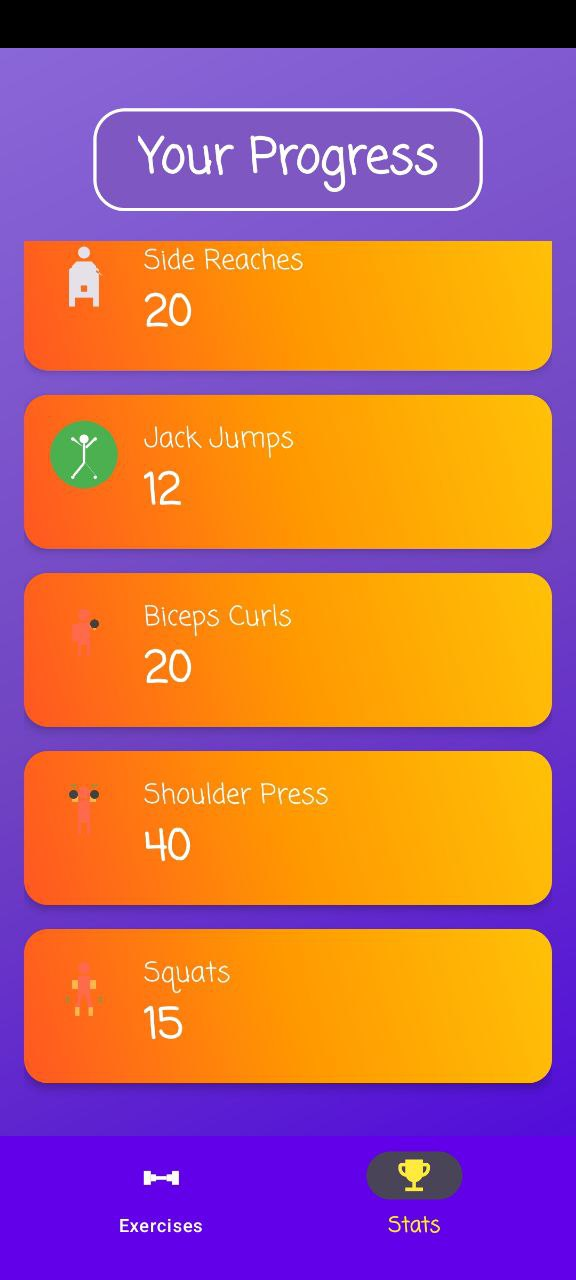 Your Progress
Side Reaches
20
Jack Jumps
12
Biceps Curls
20
Shoulder Press
40
Squats
15
Exercises
Stats